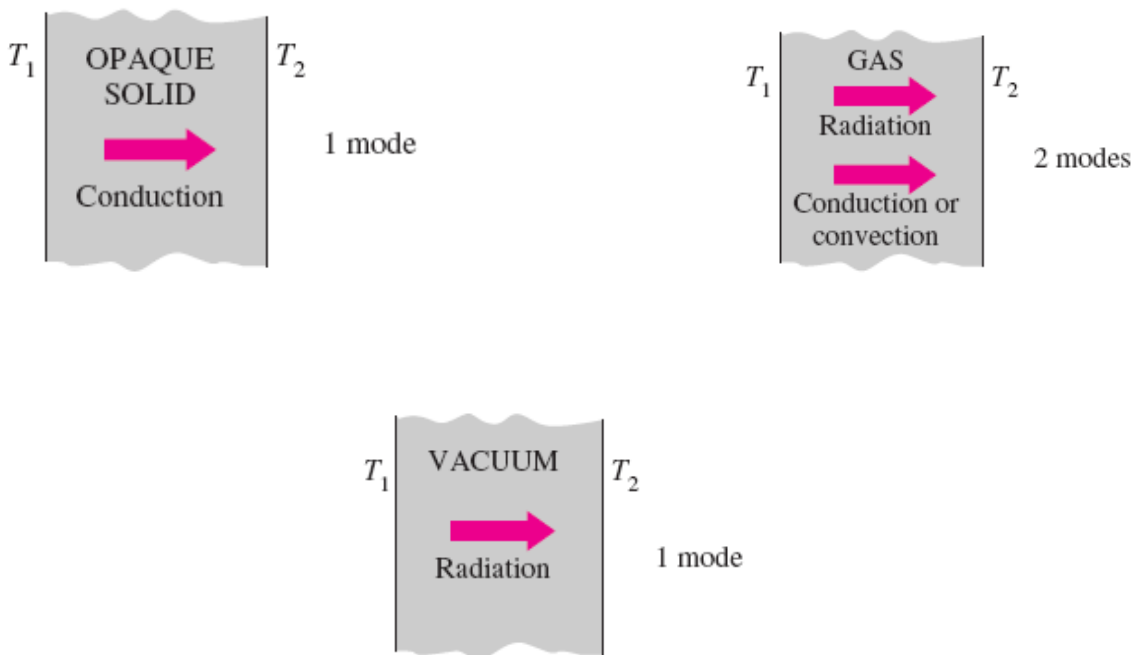 T1
OPAQUE
SOLID
T2
Conduction
1 mode
T1
GAS
T2
Radiation
Conduction or
convection
2 modes
T1
VACUUM
T2
Radiation
1 mode